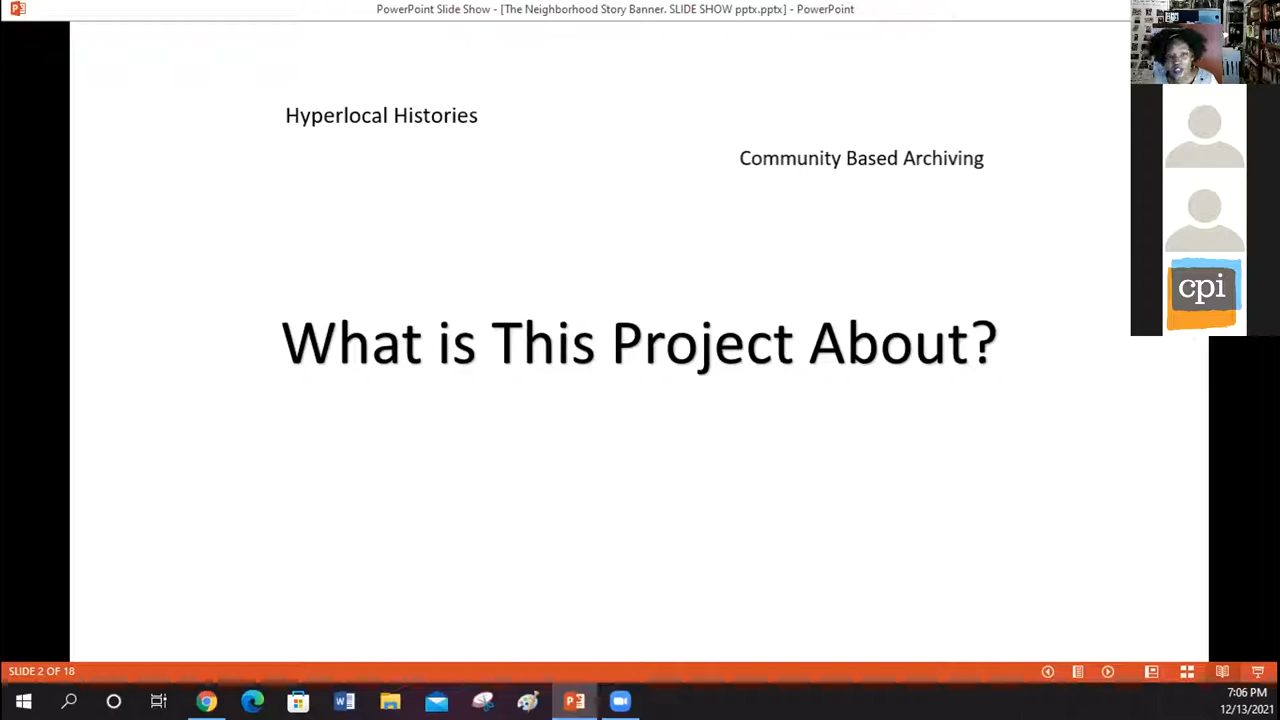 PowerPoint Slide Show - [The Neighborhood Story Banner. SLIDE SHOW pptx.pptx] - PowerPoint
Hyperlocal Histories
Community Based Archiving
cpi
What is This Project About?
SLIDE 2 OF 18
7:06 PM
12/13/2021